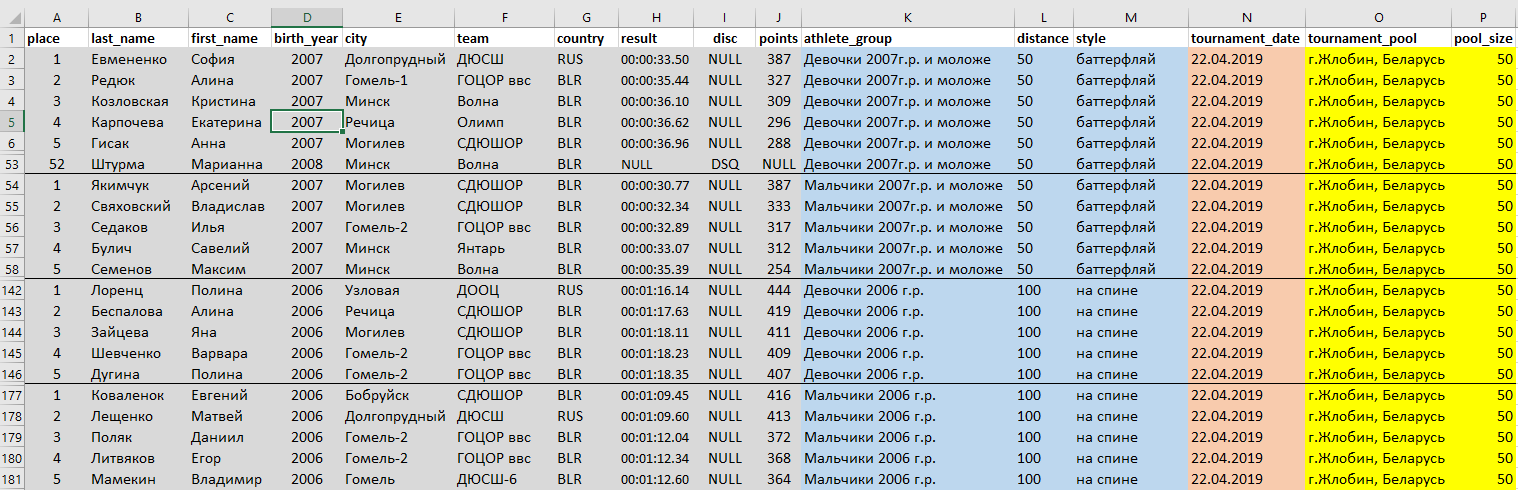 A B C D E F G H I J K L M N O P
1 place last_name first_name birth_year city team country result disc points athlete_group distance style tournament_date tournament_pool pool_size
2 1 Евмененко София 2007 Долгопрудный ДЮСШ RUS 00:00:33.50 NULL 387 Девочки 2007г.р. и моложе 50 баттерфляй 22.04.2019 г.Жлобин, Беларусь 50
3 2 Редюк Алина 2007 Гомель-1 ГОЦОР ввс BLR 00:00:35.44 NULL 327 Девочки 2007г.р. и моложе 50 баттерфляй 22.04.2019 г.Жлобин, Беларусь 50
4 3 Козловская Кристина 2007 Минск Волна BLR 00:00:36.10 NULL 309 Девочки 2007г.р. и моложе 50 баттерфляй 22.04.2019 г.Жлобин, Беларусь 50
5 4 Карпочева Екатерина 2007 Речица Олимп BLR 00:00:36.62 NULL 296 Девочки 2007г.р. и моложе 50 баттерфляй 22.04.2019 г.Жлобин, Беларусь 50
6 5 Гисак Анна 2007 Могилев СДЮШОР BLR 00:00:36.96 NULL 288 Девочки 2007г.р. и моложе 50 баттерфляй 22.04.2019 г.Жлобин, Беларусь 50
53 52 Штурма Марианна 2008 Минск Волна BLR NULL DSQ NULL Девочки 2007г.р. и моложе 50 баттерфляй 22.04.2019 г.Жлобин, Беларусь 50
54 1 Якимчук Арсений 2007 Могилев СДЮШОР BLR 00:00:30.77 NULL 387 Мальчики 2007г.р. и моложе 50 баттерфляй 22.04.2019 г.Жлобин, Беларусь 50
55 2 Свяховский Владислав 2007 Могилев СДЮШОР BLR 00:00:32.34 NULL 333 Мальчики 2007г.р. и моложе 50 баттерфляй 22.04.2019 г.Жлобин, Беларусь 50
56 3 Седаков Илья 2007 Гомель-2 ГОЦОР ввс BLR 00:00:32.89 NULL 317 Мальчики 2007г.р. и моложе 50 баттерфляй 22.04.2019 г.Жлобин, Беларусь 50
57 4 Булич Савелий 2007 Минск Янтарь BLR 00:00:33.07 NULL 312 Мальчики 2007г.р. и моложе 50 баттерфляй 22.04.2019 г.Жлобин, Беларусь 50
58 5 Семенов Максим 2007 Минск Волна BLR 00:00:35.39 NULL 254 Мальчики 2007г.р. и моложе 50 баттерфляй 22.04.2019 г.Жлобин, Беларусь 50
142 1 Лоренц Полина 2006 Узловая ДООЦ RUS 00:01:16.14 NULL 444 Девочки 2006 г.р. 100 на спине 22.04.2019 г.Жлобин, Беларусь 50
143 2 Беспалова Алина 2006 Речица СДЮШОР BLR 00:01:17.63 NULL 419 Девочки 2006 г.р. 100 на спине 22.04.2019 г.Жлобин, Беларусь 50
144 3 Зайцева Яна 2006 Могилев СДЮШОР BLR 00:01:18.11 NULL 411 Девочки 2006 г.р. 100 на спине 22.04.2019 г.Жлобин, Беларусь 50
145 4 Шевченко Варвара 2006 Гомель-2 ГОЦОР ввс BLR 00:01:18.23 NULL 409 Девочки 2006 г.р. 100 на спине 22.04.2019 г.Жлобин, Беларусь 50
146 5 Дугина Полина 2006 Гомель-2 ГОЦОР ввс BLR 00:01:18.35 NULL 407 Девочки 2006 г.р. 100 на спине 22.04.2019 г.Жлобин, Беларусь 50
177 1 Коваленок Евгений 2006 Бобруйск СДЮШОР BLR 00:01:09.45 NULL 416 Мальчики 2006 г.р. 100 на спине 22.04.2019 г.Жлобин, Беларусь 50
178 2 Лещенко Матвей 2006 Долгопрудный ДЮСШ RUS 00:01:09.60 NULL 413 Мальчики 2006 г.р. 100 на спине 22.04.2019 г.Жлобин, Беларусь 50
179 3 Поляк Даниил 2006 Гомель-2 ГОЦОР ввс BLR 00:01:12.04 NULL 372 Мальчики 2006 г.р. 100 на спине 22.04.2019 г.Жлобин, Беларусь 50
180 4 Литвяков Егор 2006 Гомель-2 ГОЦОР ввс BLR 00:01:12.34 NULL 368 Мальчики 2006 г.р. 100 на спине 22.04.2019 г.Жлобин, Беларусь 50
181 5 Мамекин Владимир 2006 Гомель ДЮСШ-6 BLR 00:01:12.60 NULL 364 Мальчики 2006 г.р. 100 на спине 22.04.2019 г.Жлобин, Беларусь 50